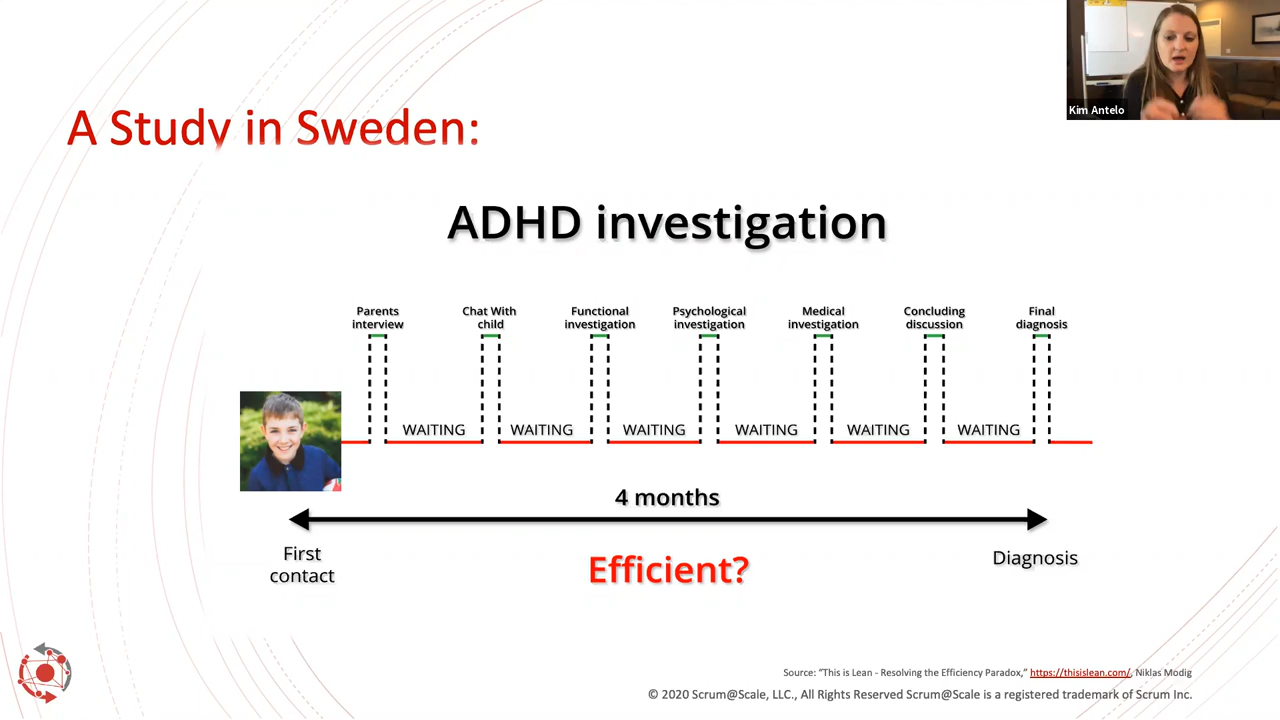 Kim Antelo
A Study in Sweden:
ADHD investigation
Parents
interview
Chat With
child
Functional
investigation
Psychological
investigation
Medical
investigation
Concluding
discussion
Final
diagnosis
WAITING
WAITING
WAITING
WAITING
WAITING
WAITING
4 months
First
contact
Efficient?
Diagnosis
Source: “This is Lean - Resolving the Efficiency Paradox,” https://thisislean.com/, Niklas Modig
© 2020 Scrum@Scale, LLC., All Rights Reserved Scrum@Scale is a registered trademark of Scrum Inc.